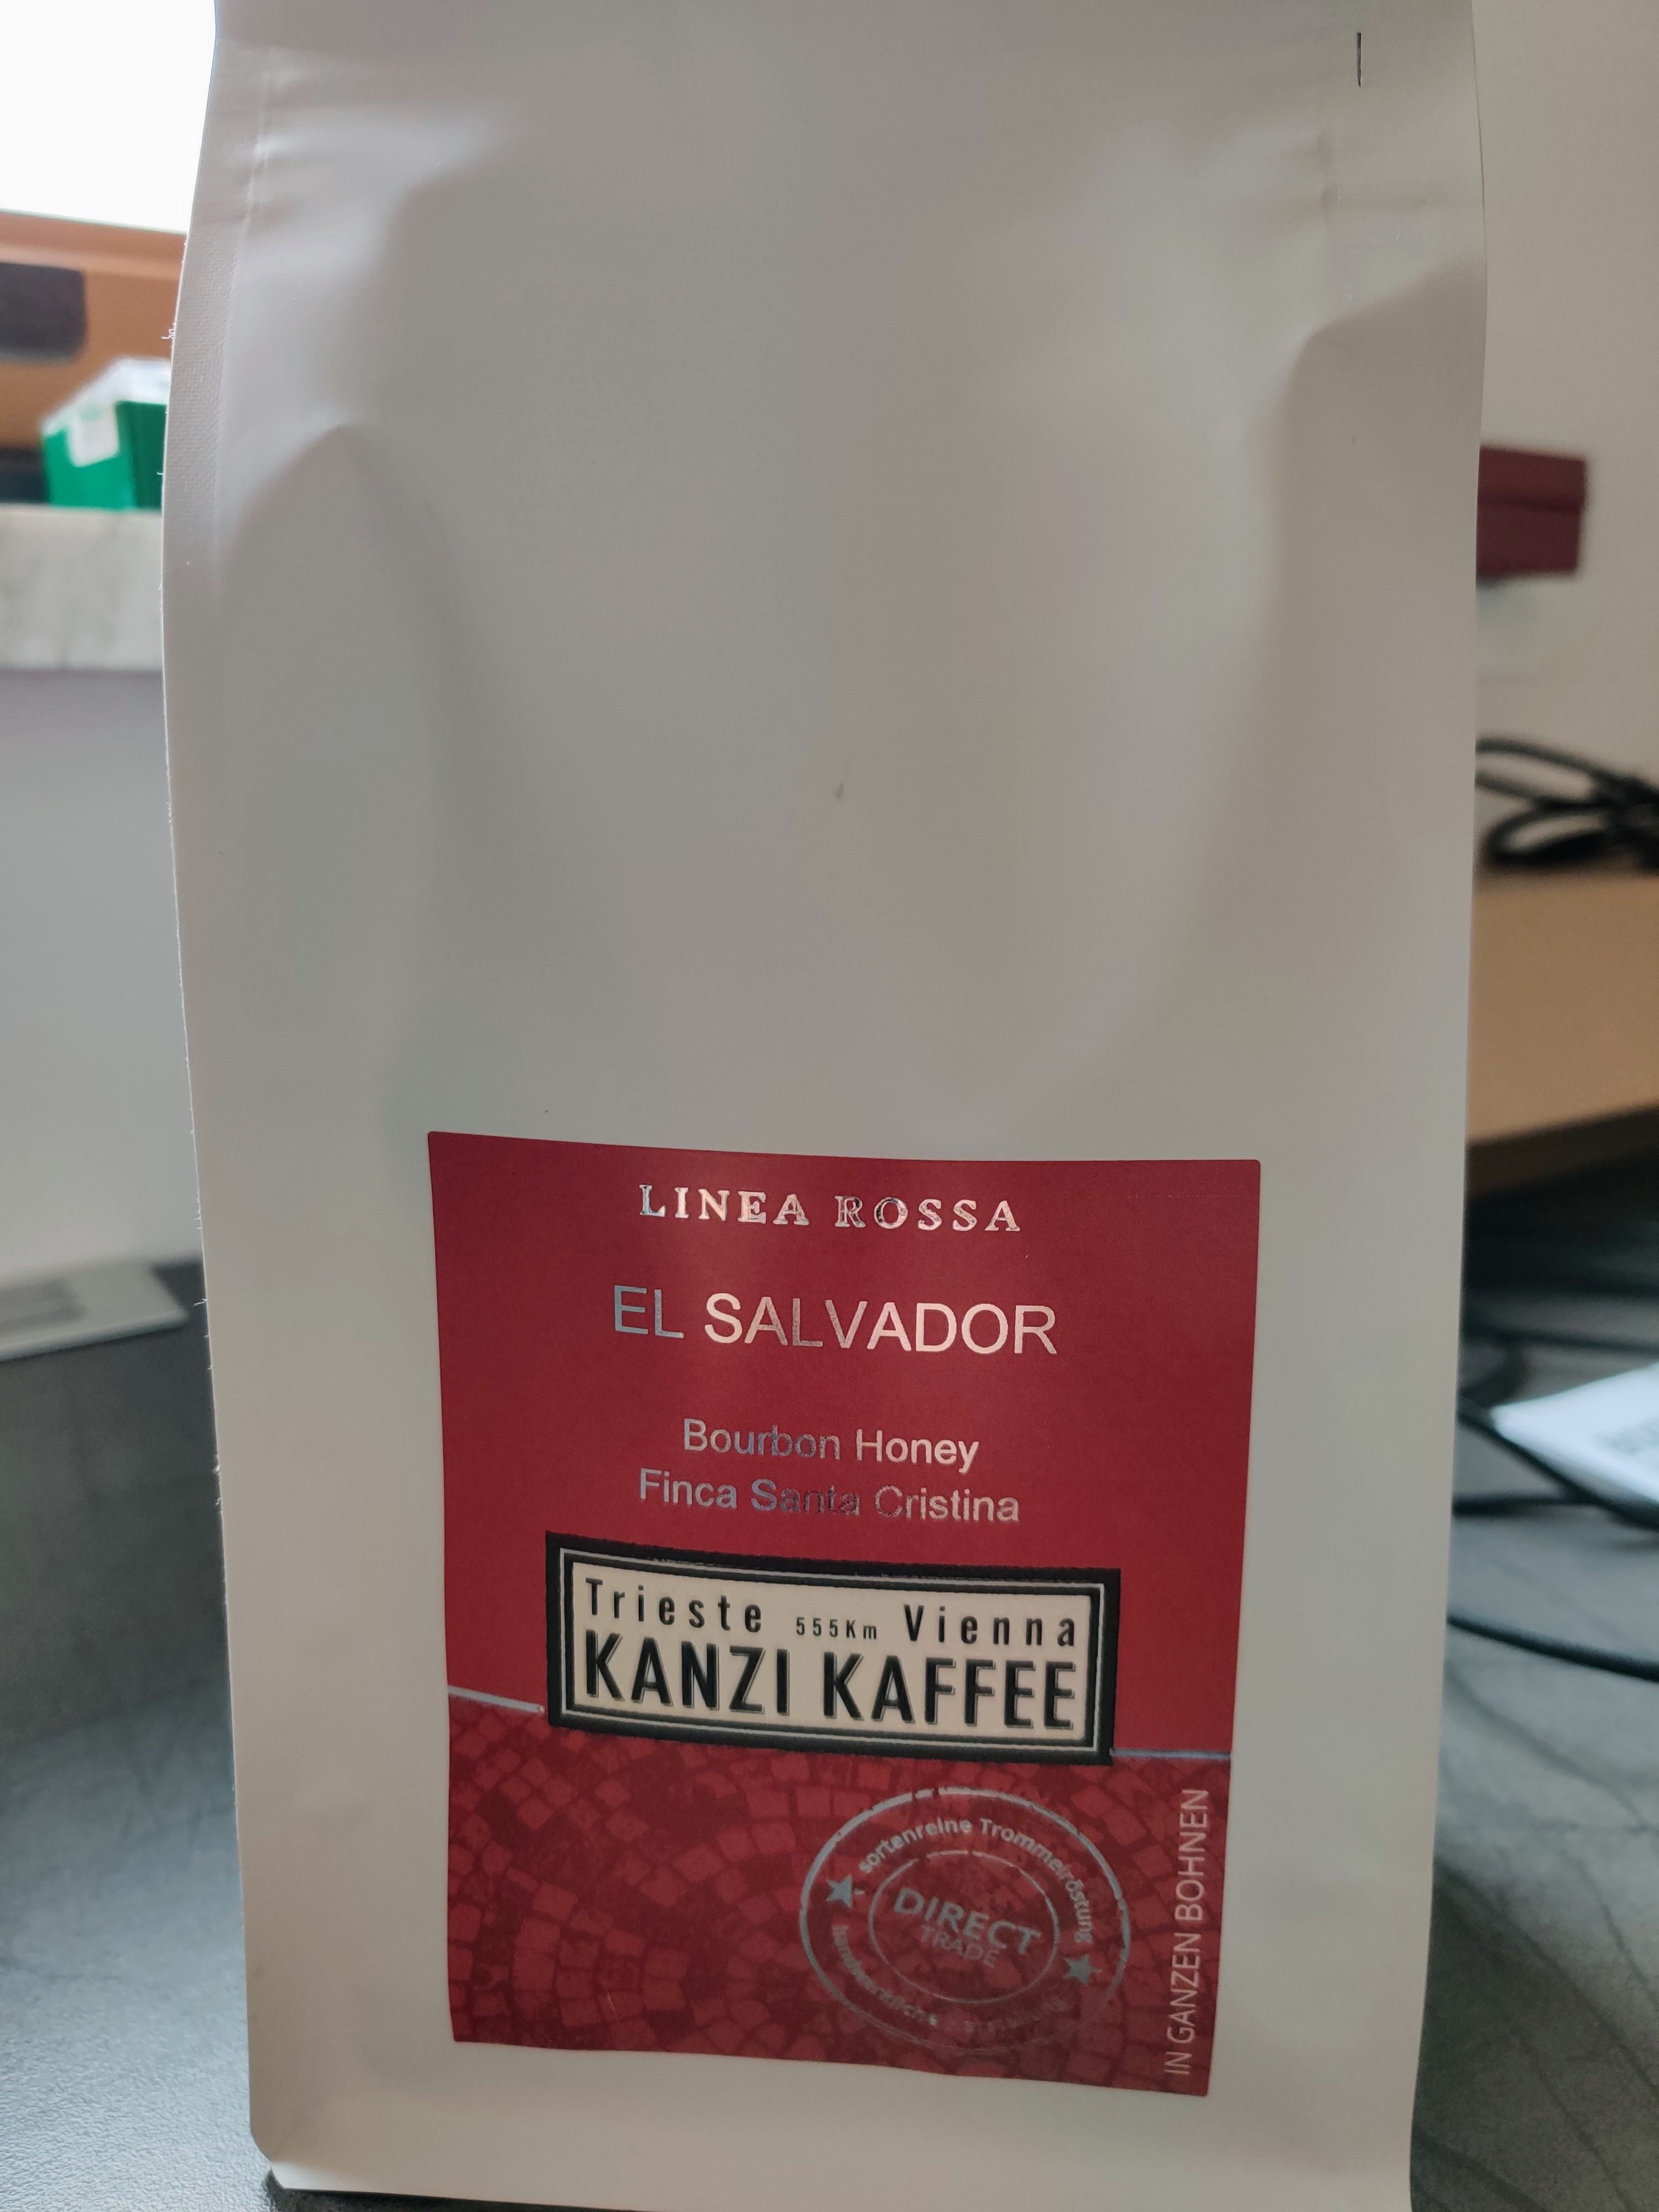 LINEA ROSSA
EL SALVADOR
Bourbon Honey
Finca Santa Cristina
Trieste 555Km Vienna
KANZI KAFFEE
sortenreine Trommelröstung
DIRECT
TRADE
handwerkliche
IN GANZEN BOHNEN